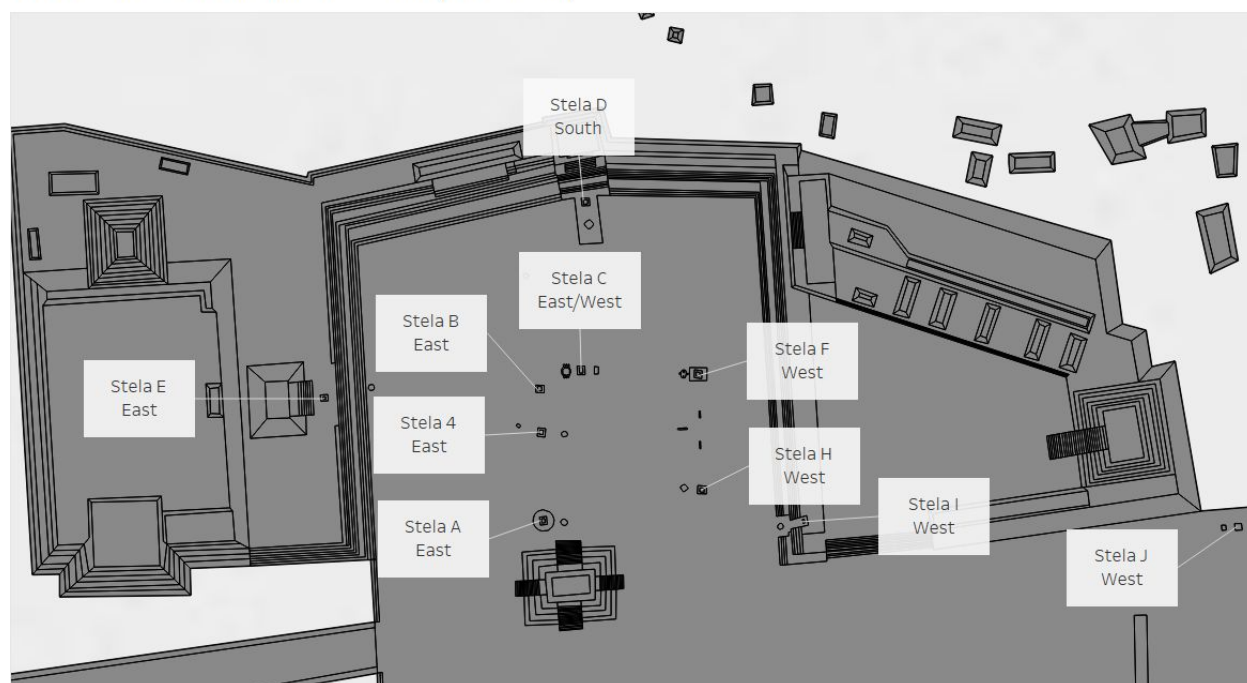 Stela D
South
Stela C
East/West
Stela B
East
Stela F
West
Stela E
East
Stela 4
East
Stela H
West
Stela I
West
Stela A
East
Stela J
West